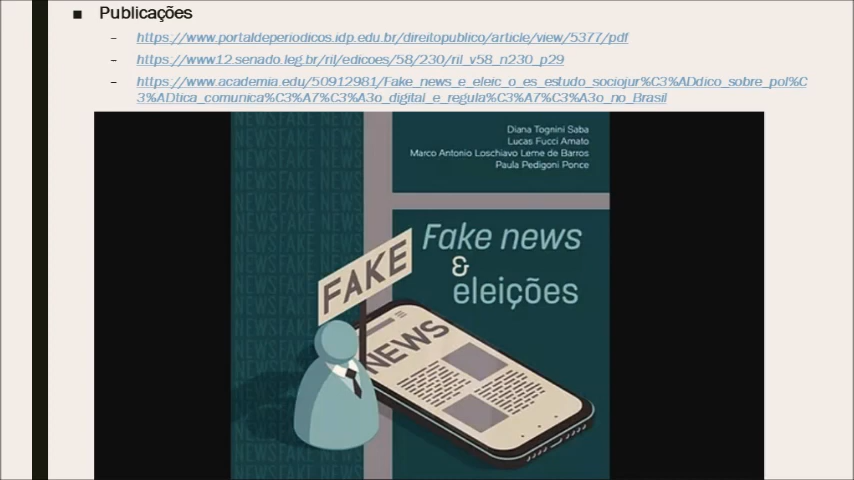 Publicações
– https://www.portaldeperiodicos.idp.edu.br/direitopublico/article/view/5377/pdf
– https://www12.senado.leg.br/ril/edicoes/58/230/ril_v58_n230_p29
– https://www.academia.edu/50912981/Fake_news_e_eleic_o_es_estudo_sociojur%C3%ADdico_sobre_pol%C
3%ADtica_comunica%C3%A7%C3%A3o_digital_e_regula%C3%A7%C3%A3o_no_Brasil
Diana Tognini Saba
Lucas Fucci Amato
Marco Antonio Loschiavo Leme de Barros
Paula Pedigoni Ponce
Fake news
&
eleições
FAKE
NEWS